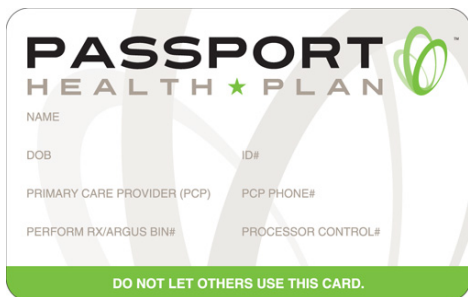 PASSPORT
™
HEALTH ★ PLAN
NAME
DOB ID#
PRIMARY CARE PROVIDER (PCP) PCP PHONE#
PERFORM RX/ARGUS BIN# PROCESSOR CONTROL#
DO NOT LET OTHERS USE THIS CARD.